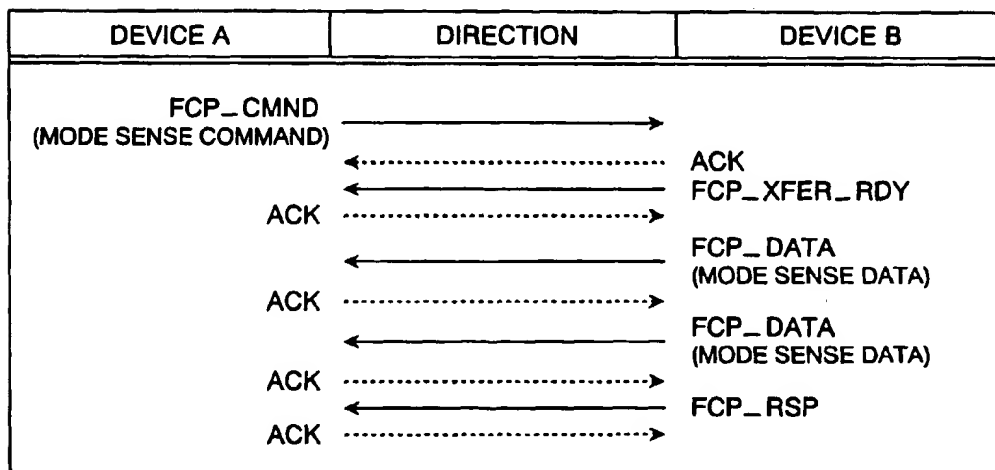 DEVICE A DIRECTION DEVICE B
FCP_CMND
(MODE SENSE COMMAND)
ACK
FCP_XFER_RDY
ACK
FCP_DATA
(MODE SENSE DATA)
ACK
FCP_DATA
(MODE SENSE DATA)
ACK
FCP_RSP
ACK